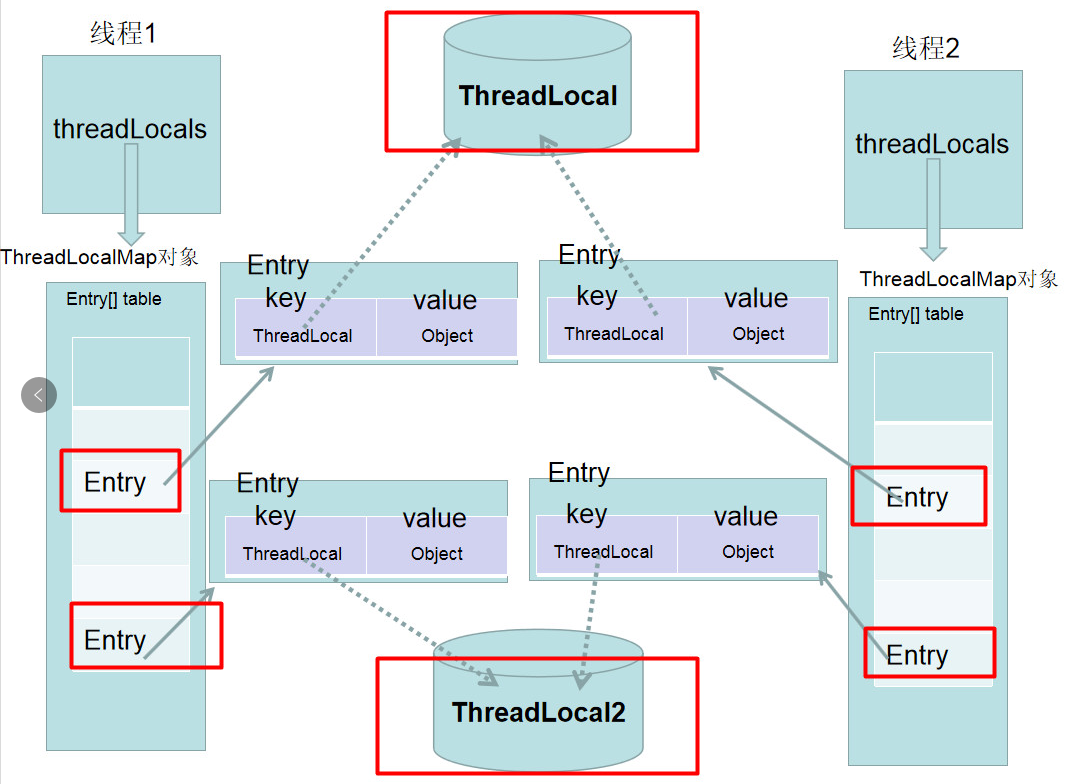 线程1
threadLocals
ThreadLocalMap对象
Entry[] table
Entry
Entry
ThreadLocal
Entry
key
value
ThreadLocal
Object
Entry
key
value
ThreadLocal
Object
Entry
key
value
ThreadLocal
Object
Entry
key
value
ThreadLocal
Object
ThreadLocal2
线程2
threadLocals
ThreadLocalMap对象
Entry[] table
Entry
Entry